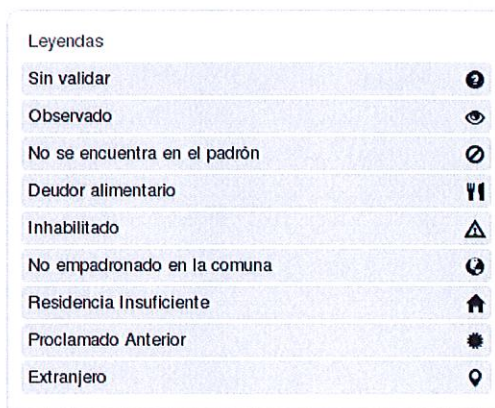 Leyendas
Sin validar
Observado
No se encuentra en el padrón
Deudor alimentario
Inhabilitado
No empadronado en la comuna
Residencia Insuficiente
Proclamado Anterior
Extranjero